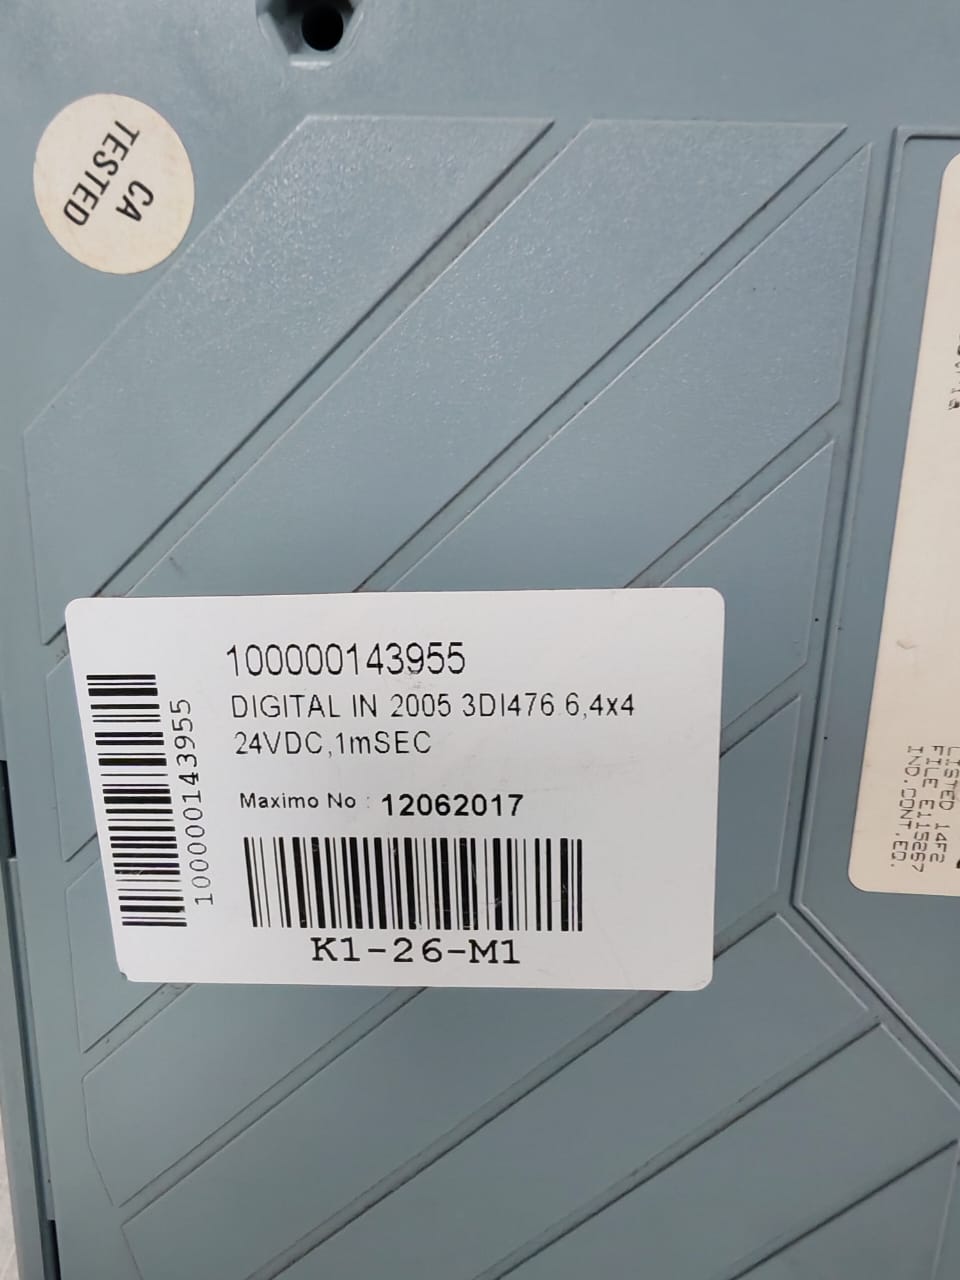 CA
TESTED
100000143955
DIGITAL IN 2005 3DI476 6,4x4
24VDC,1mSEC
Maximo No : 12062017
K1-26-M1
100000143955
LISTED 14F2
FILE E115267
IND.CONT.EQ.